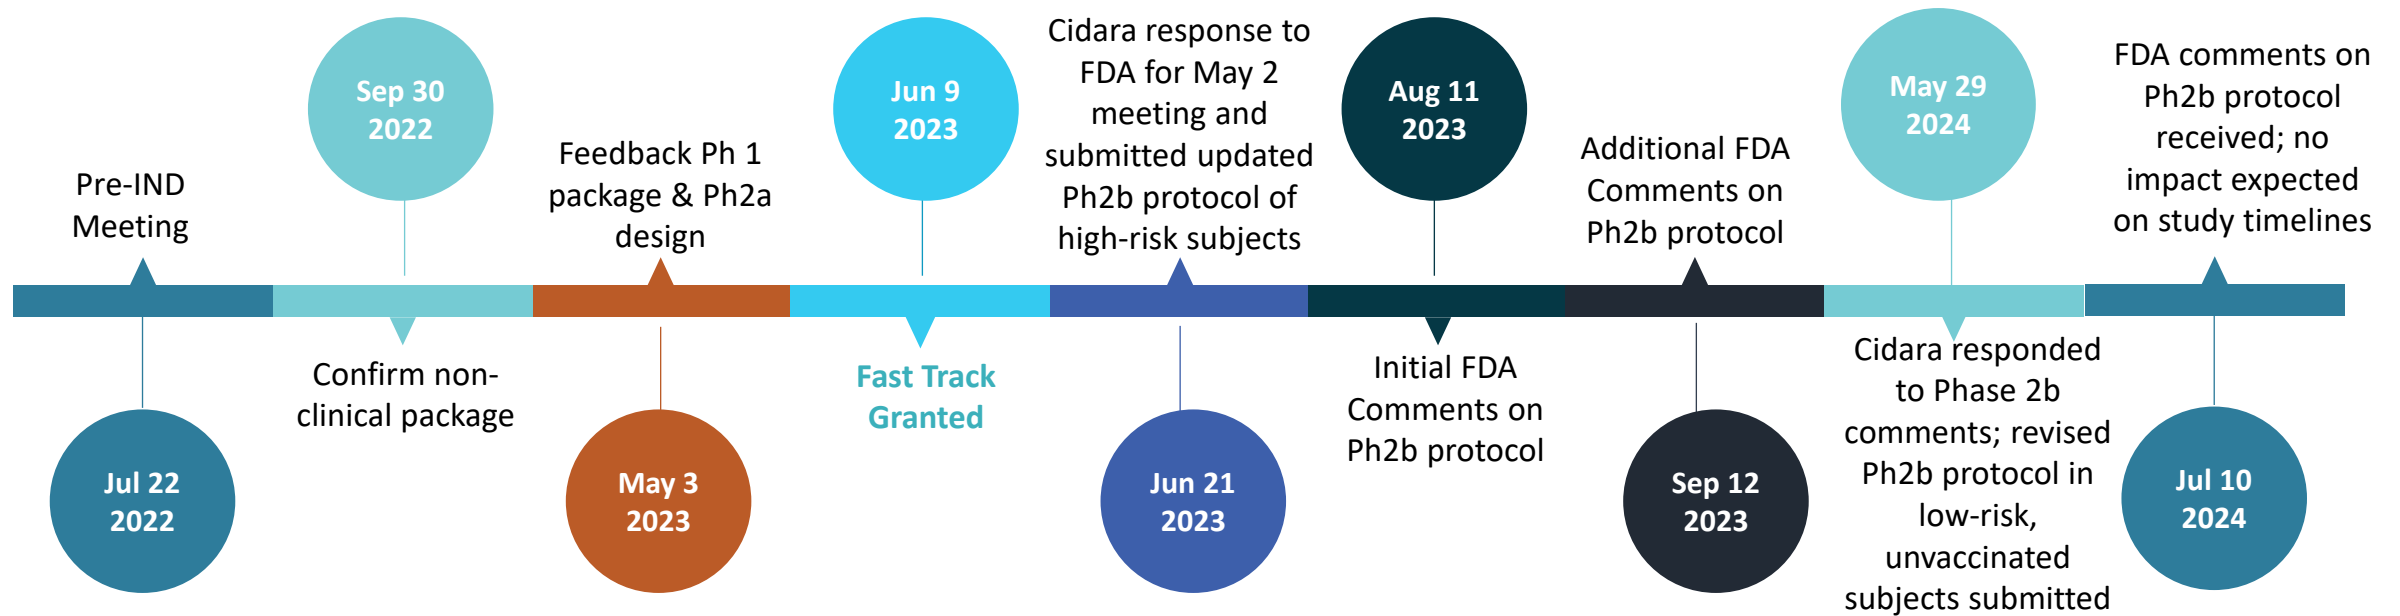 Pre-IND
Meeting
Jul 22
2022
Sep 30
2022
Confirm non-
clinical package
Feedback Ph 1
package & Ph2a
design
May 3
2023
Jun 9
2023
Fast Track
Granted
Cidara response to
FDA for May 2
meeting and
submitted updated
Ph2b protocol of
high-risk subjects
Jun 21
2023
Aug 11
2023
Initial FDA
Comments on
Ph2b protocol
Additional FDA
Comments on
Ph2b protocol
Sep 12
2023
May 29
2024
Cidara responded
to Phase 2b
comments; revised
Ph2b protocol in
low-risk,
unvaccinated
subjects submitted
FDA comments on
Ph2b protocol
received; no
impact expected
on study timelines
Jul 10
2024